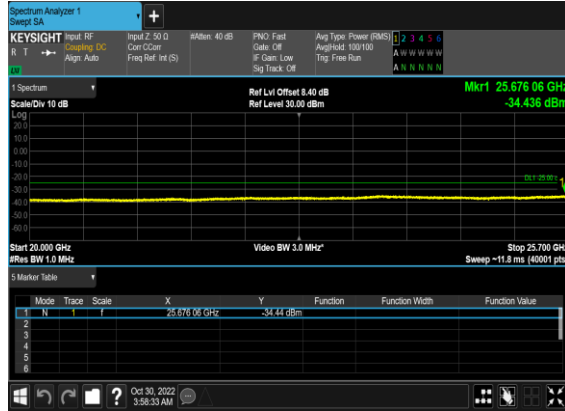 Spectrum Analyzer 1
Swept SA
+
KEYSIGHT Input: RF Input Z: 50 Ω #Atten: 40 dB PNO: Fast Avg Type: Power (RMS) 1 2 3 4 5 6
R T Coupling: DC Corr CCorr Gate: Off Avg|Hold: 100/100 A W W W W W
Align: Auto Freq Ref: Int (S) IF Gain: Low Trig: Free Run
LV Sig Track: Off A N N N N N
1 Spectrum Ref Lvl Offset 8.40 dB Mkr1 25.676 06 GHz
Scale/Div 10 dB Ref Level 30.00 dBm -34.436 dBm
Log
20.0
10.0
0.00
-10.0
-20.0
DL1 -25.00
1
-30.0
-40.0
-50.0
-60.0
Start 20.000 GHz Video BW 3.0 MHz* Stop 25.700 GHz
#Res BW 1.0 MHz Sweep ~11.8 ms (40001 pts)
5 Marker Table
Mode Trace Scale X Y Function Function Width Function Value
1 N 1 f 25.676 06 GHz -34.44 dBm
2
3
4
5
6
? Oct 30, 2022
3:58:33 AM